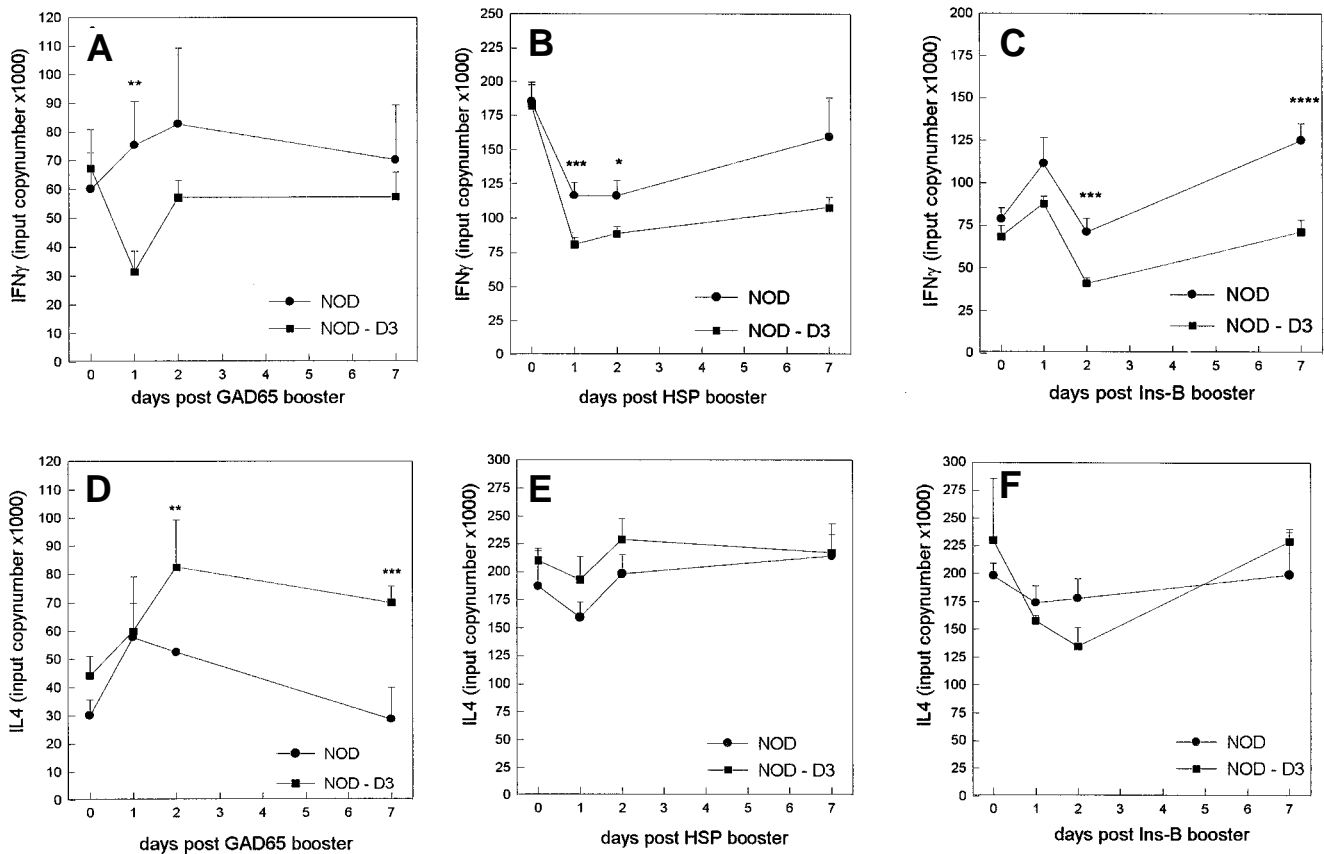 A
IFNγ (input copynumber x1000)
120
110
100
90
80
70
60
50
40
30
20
10
0
**
NOD
NOD - D3
0 1 2 3 4 5 6 7
days post GAD65 booster
B
IFNγ (input copynumber x1000)
250
225
200
175
150
125
100
75
50
25
0
***
*
NOD
NOD - D3
0 1 2 3 4 5 6 7
days post HSP booster
C
IFNγ (input copynumber x1000)
200
175
150
125
100
75
50
25
0
***
****
NOD
NOD - D3
0 1 2 3 4 5 6 7
days post Ins-B booster
D
IL4 (input copynumber x1000)
120
110
100
90
80
70
60
50
40
30
20
10
0
**
***
NOD
NOD - D3
0 1 2 3 4 5 6 7
days post GAD65 booster
E
IL4 (input copynumber x1000)
300
275
250
225
200
175
150
125
100
75
50
25
0
NOD
NOD - D3
0 1 2 3 4 5 6 7
days post HSP booster
F
IL4 (input copynumber x1000)
300
275
250
225
200
175
150
125
100
75
50
25
0
NOD
NOD - D3
0 1 2 3 4 5 6 7
days post Ins-B booster